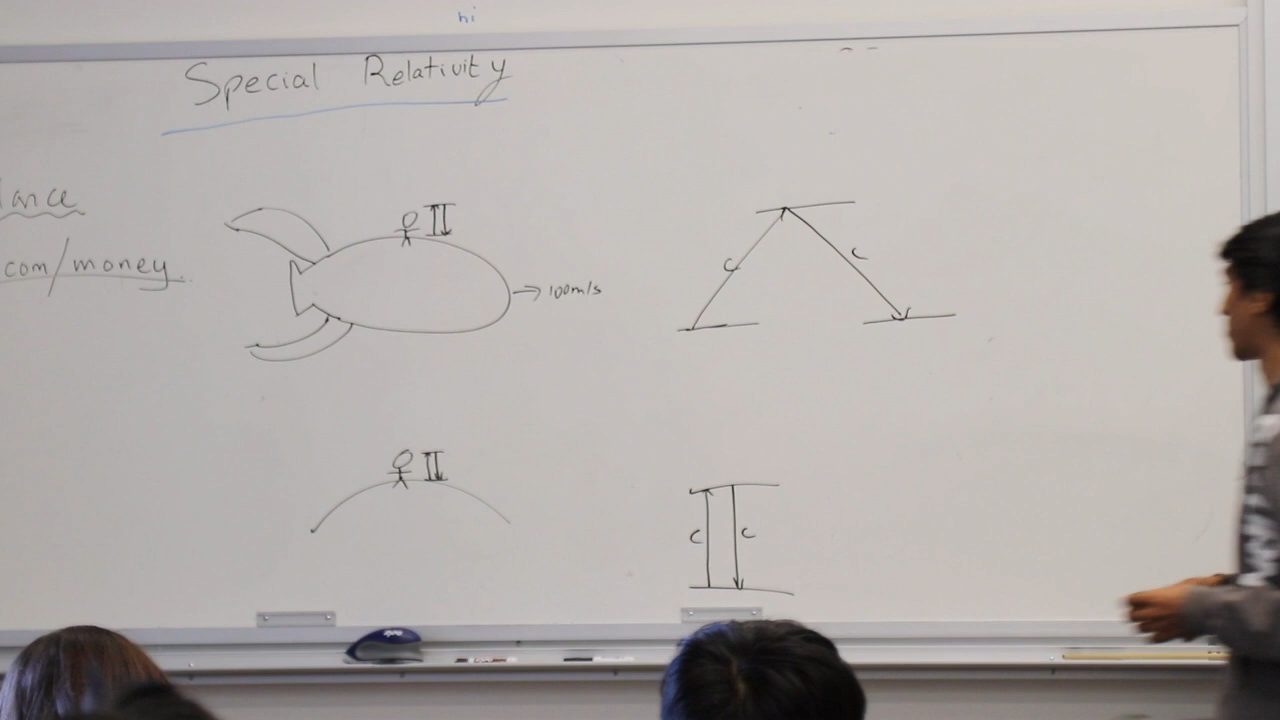 hi
Special Relativity
lance
com/money
→ 100m/s
c
c
c
c